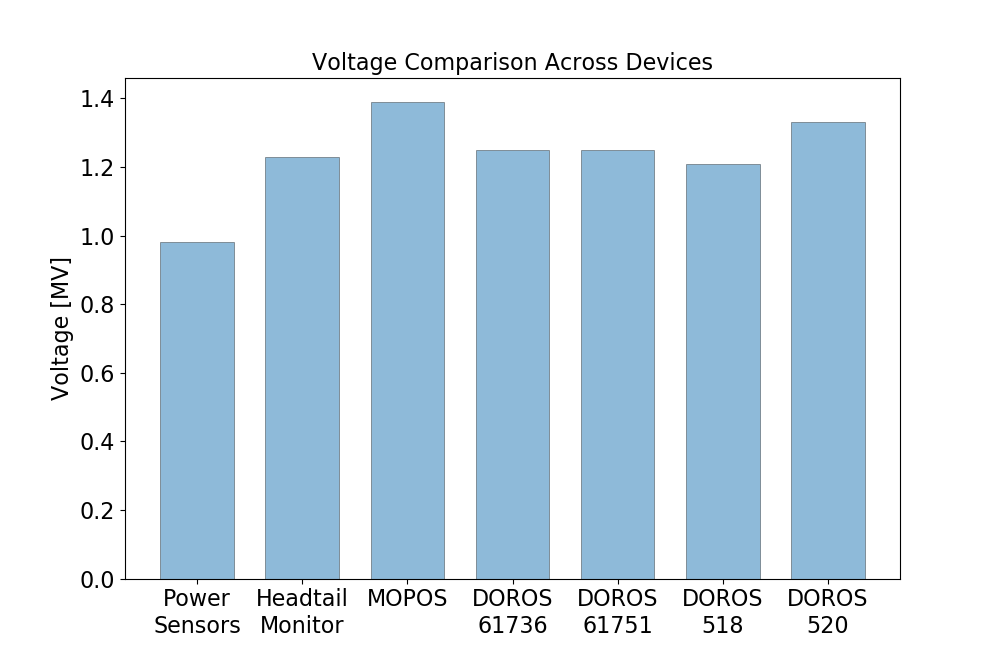 Voltage Comparison Across Devices
Voltage [MV]
1.4
1.2
1.0
0.8
0.6
0.4
0.2
0.0
Power Sensors
Headtail Monitor
MOPOS
DOROS 61736
DOROS 61751
DOROS 518
DOROS 520